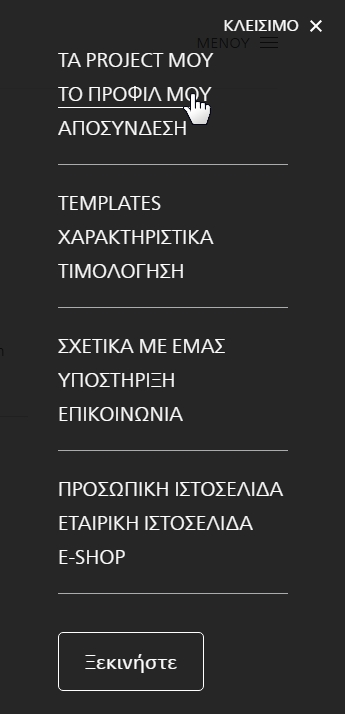 ΚΛΕΙΣΙΜΟ
ΜΕΝΟΥ
ΤΑ PROJECT ΜΟΥ
ΤΟ ΠΡΟΦΙΛ ΜΟΥ
ΑΠΟΣΥΝΔΕΣΗ
TEMPLATES
ΧΑΡΑΚΤΗΡΙΣΤΙΚΑ
ΤΙΜΟΛΟΓΗΣΗ
ΣΧΕΤΙΚΑ ΜΕ ΕΜΑΣ
ΥΠΟΣΤΗΡΙΞΗ
ΕΠΙΚΟΙΝΩΝΙΑ
ΠΡΟΣΩΠΙΚΗ ΙΣΤΟΣΕΛΙΔΑ
ΕΤΑΙΡΙΚΗ ΙΣΤΟΣΕΛΙΔΑ
E-SHOP
Ξεκινήστε